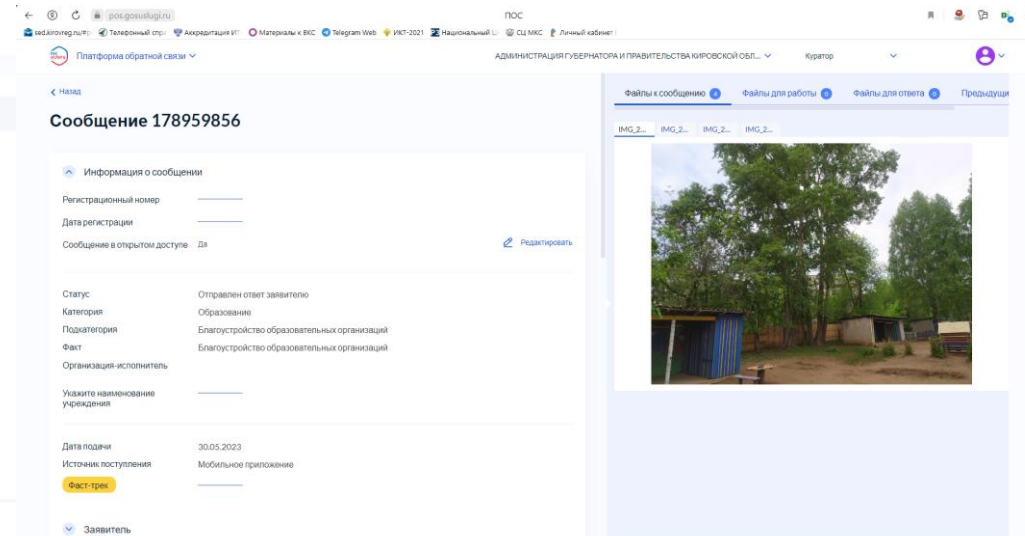 pos.gosuslugi.ru
ПОС
sed.kirovreg.ru/#p
Телефонный спр
Аккредитация ИТ
Материалы к ВКС
Telegram Web
ИКТ-2021
Национальный
СЦ МКС
Личный кабинет
Платформа обратной связи
АДМИНИСТРАЦИЯ ГУБЕРНАТОРА И ПРАВИТЕЛЬСТВА КИРОВСКОЙ ОБЛ...
Куратор
Назад
Сообщение 178959856
Информация о сообщении
Регистрационный номер
Дата регистрации
Сообщение в открытом доступе Да
Редактировать
Статус Отправлен ответ заявителю
Категория Образование
Подкатегория Благоустройство образовательных организаций
Факт Благоустройство образовательных организаций
Организация-исполнитель
Укажите наименование
учреждения
Дата подачи 30.05.2023
Источник поступления Мобильное приложение
Фаст-трек
Заявитель
Файлы к сообщению 4
Файлы для работы 0
Файлы для ответа 0
Предыдущи
IMG_2... IMG_2... IMG_2... IMG_2...